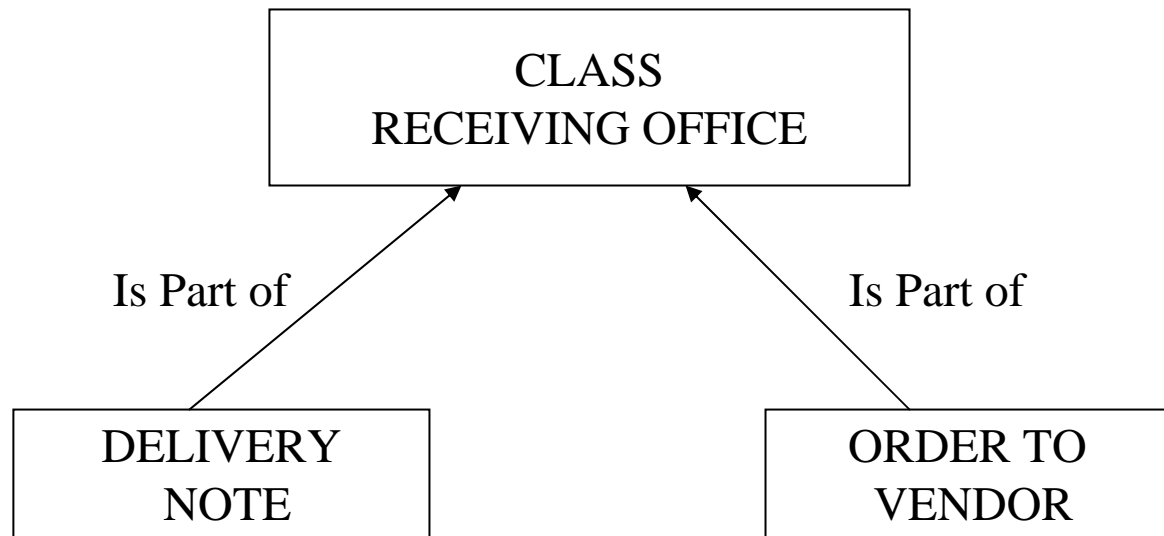 CLASS
RECEIVING OFFICE
Is Part of
Is Part of
DELIVERY
NOTE
ORDER TO
VENDOR